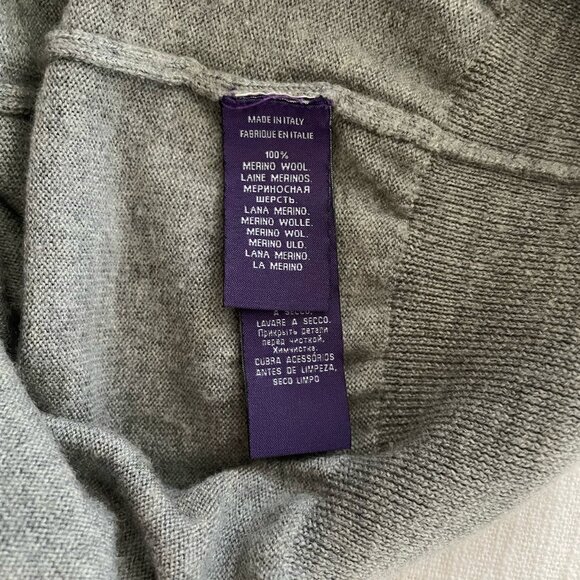 MADE IN ITALY
FABRIQUE EN ITALIE
100%
MERINO WOOL
LAINE MERINOS.
МЕРИНОСНАЯ
ШЕРСТЬ.
LANA MERINO.
MERINO WOLLE.
MERINO WOL.
MERINO ULD.
LANA MERINO.
LA MERINO
A SECCO.
LAVARE A SECCO.
Прикрыть детали
перед чисткой.
Химчистка.
CUBRA ACESSÓRIOS
ANTES DE LIMPEZA,
SECO LIMPO